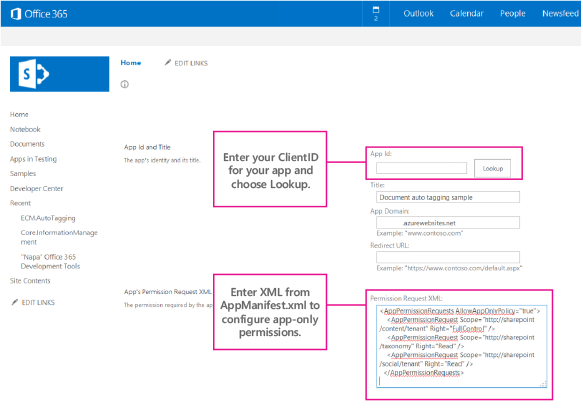 Office 365
2
Outlook
Calendar
People
Newsfeed
S
Home
EDIT LINKS
Home
Notebook
Documents
Apps in Testing
Samples
Developer Center
Recent
ECM.AutoTagging
Core.InformationManage
ment
"Napa" Office 365
Development Tools
Site Contents
EDIT LINKS
App Id and Title
The app's identity and its title.
Enter your ClientID
for your app and
choose Lookup.
App Id:
Lookup
Title:
Document auto tagging sample
App Domain:
.azurewebsites.net
Example: "www.contoso.com"
Redirect URL:
Example: "https://www.contoso.com/default.aspx"
App's Permission Request XML
The permission required by the ap
Enter XML from
AppManifest.xml to
configure app-only
permissions.
Permission Request XML:
<AppPermissionRequests AllowAppOnlyPolicy="true">
<AppPermissionRequest Scope="http://sharepoint
/content/tenant" Right="FullControl" />
<AppPermissionRequest Scope="http://sharepoint
/taxonomy" Right="Read" />
<AppPermissionRequest Scope="http://sharepoint
/social/tenant" Right="Read" />
</AppPermissionRequests>